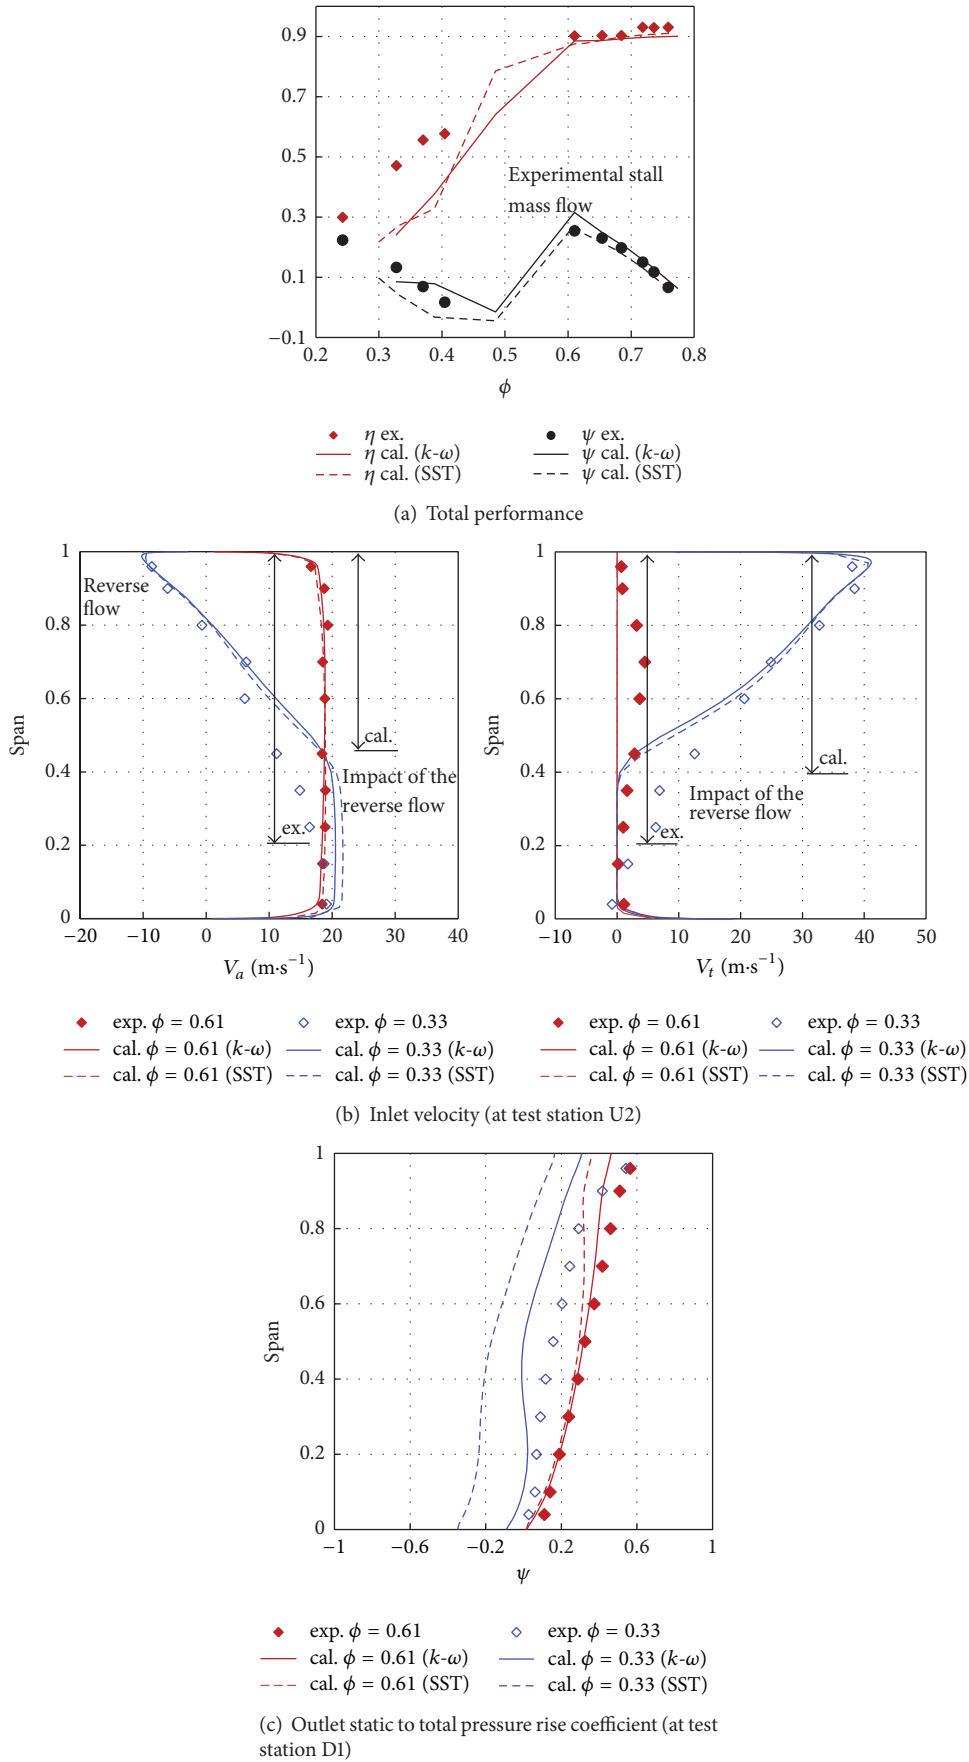 0.9
0.7
0.5
Experimental stall
mass flow
0.3
0.1
−0.1
0.2 0.3 0.4 0.5 0.6 0.7 0.8
ϕ
η ex.
η cal. (k-ω)
η cal. (SST)
ψ ex.
ψ cal. (k-ω)
ψ cal. (SST)
(a) Total performance
1
0.8
0.6
0.4
0.2
0
Span
Reverse
flow
cal.
Impact of the
reverse flow
ex.
−20 −10 0 10 20 30 40
Va (m·s−1)
1
0.8
0.6
0.4
0.2
0
Span
cal.
Impact of the
reverse flow
ex.
−10 0 10 20 30 40 50
Vt (m·s−1)
exp. ϕ = 0.61
cal. ϕ = 0.61 (k-ω)
cal. ϕ = 0.61 (SST)
exp. ϕ = 0.33
cal. ϕ = 0.33 (k-ω)
cal. ϕ = 0.33 (SST)
exp. ϕ = 0.61
cal. ϕ = 0.61 (k-ω)
cal. ϕ = 0.61 (SST)
exp. ϕ = 0.33
cal. ϕ = 0.33 (k-ω)
cal. ϕ = 0.33 (SST)
(b) Inlet velocity (at test station U2)
1
0.8
0.6
0.4
0.2
0
Span
−1 −0.6 −0.2 0.2 0.6 1
ψ
exp. ϕ = 0.61
cal. ϕ = 0.61 (k-ω)
cal. ϕ = 0.61 (SST)
exp. ϕ = 0.33
cal. ϕ = 0.33 (k-ω)
cal. ϕ = 0.33 (SST)
(c) Outlet static to total pressure rise coefficient (at test
station D1)